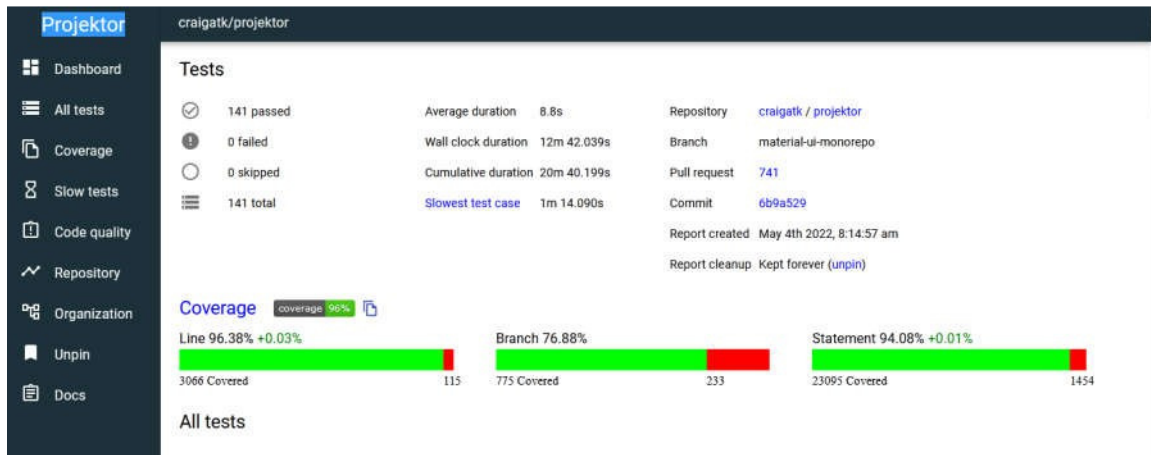 Projektor
craigatk/projektor
Dashboard
All tests
Coverage
Slow tests
Code quality
Repository
Organization
Unpin
Docs
Tests
141 passed
0 failed
0 skipped
141 total
Average duration 8.8s
Wall clock duration 12m 42.039s
Cumulative duration 20m 40.199s
Slowest test case 1m 14.090s
Repository craigatk / projektor
Branch material-ui-monorepo
Pull request 741
Commit 6b9a529
Report created May 4th 2022, 8:14:57 am
Report cleanup Kept forever (unpin)
Coverage coverage 96%
Line 96.38% +0.03%
3066 Covered 115
Branch 76.88%
775 Covered 233
Statement 94.08% +0.01%
23095 Covered 1454
All tests